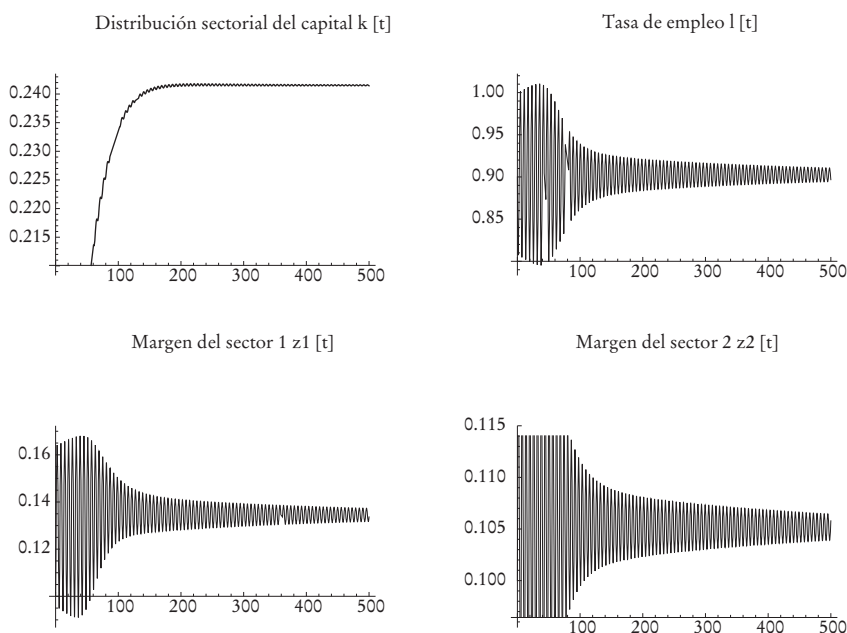 Distribución sectorial del capital k [t]
Tasa de empleo l [t]
0.240
0.235
0.230
0.225
0.220
0.215
100 200 300 400 500
1.00
0.95
0.90
0.85
100 200 300 400 500
Margen del sector 1 z1 [t]
Margen del sector 2 z2 [t]
0.16
0.14
0.12
100 200 300 400 500
0.115
0.110
0.105
0.100
100 200 300 400 500